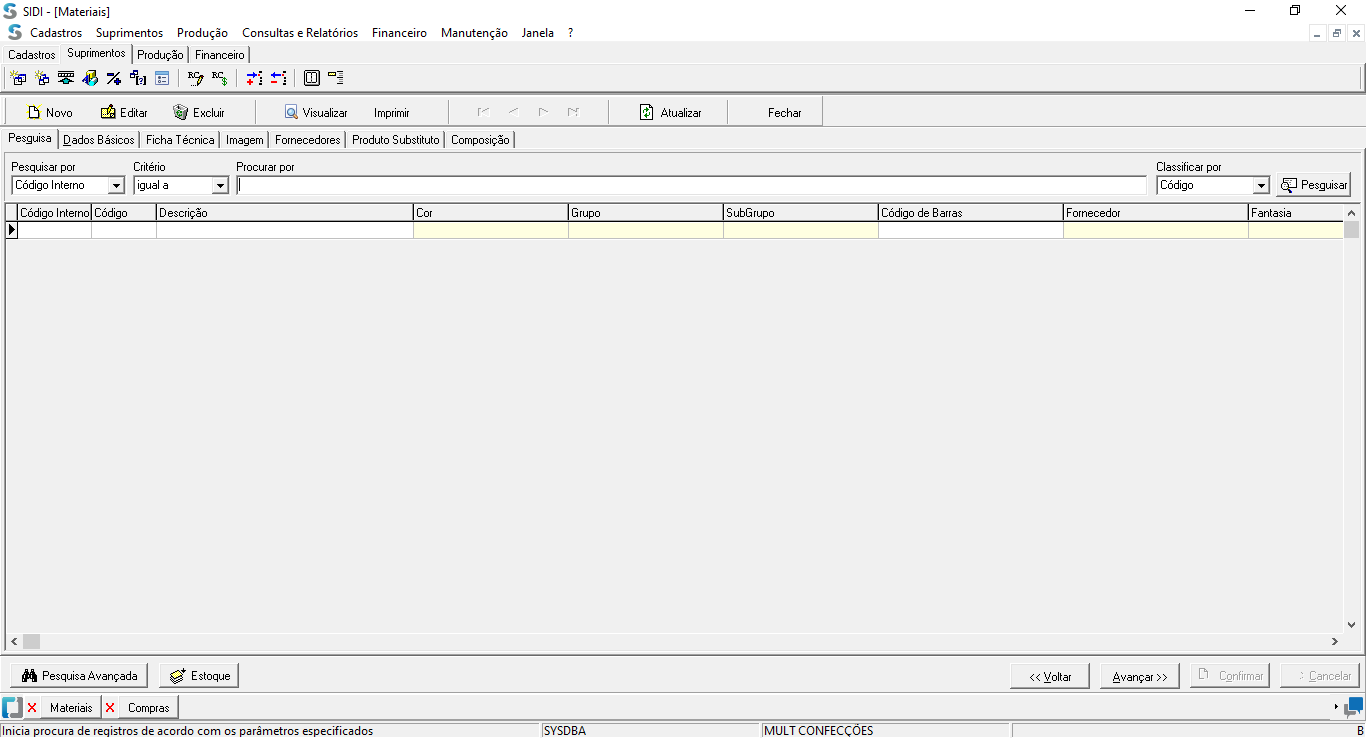 SIDI - [Materiais]
Cadastros Suprimentos Produção Consultas e Relatórios Financeiro Manutenção Janela ?
Cadastros Suprimentos Produção Financeiro
Novo Editar Excluir Visualizar Imprimir Atualizar Fechar
Pesquisa Dados Básicos Ficha Técnica Imagem Fornecedores Produto Substituto Composição
Pesquisar por Critério Procurar por Classificar por
Código Interno igual a Código Pesquisar
Código Interno Código Descrição Cor Grupo SubGrupo Código de Barras Fornecedor Fantasia
Pesquisa Avançada Estoque << Voltar Avançar >> Confirmar Cancelar
Materiais Compras
Inicia procura de registros de acordo com os parâmetros especificados SYSDBA MULT CONFECÇÕES B